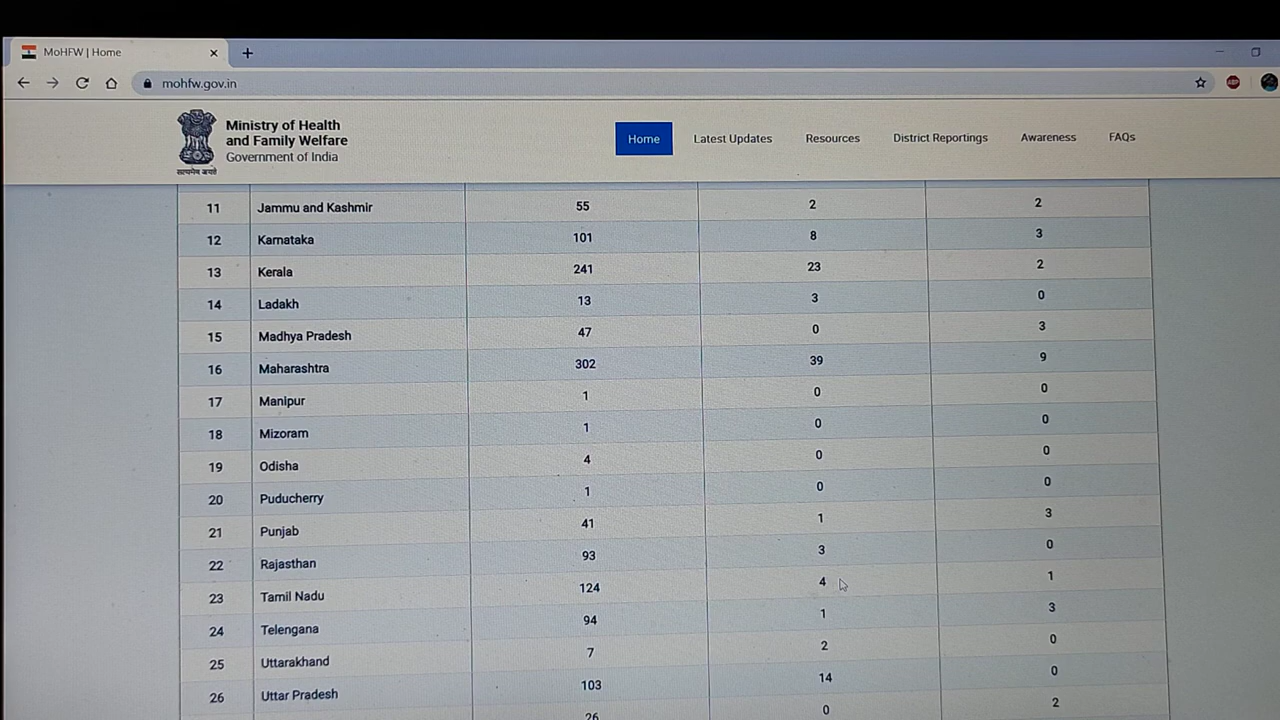 MoHFW | Home
mohfw.gov.in
ABP
Ministry of Health
and Family Welfare
Government of India
सत्यमेव जयते
Home Latest Updates Resources District Reportings Awareness FAQs
11 Jammu and Kashmir 55 2 2
12 Karnataka 101 8 3
13 Kerala 241 23 2
14 Ladakh 13 3 0
15 Madhya Pradesh 47 0 3
16 Maharashtra 302 39 9
17 Manipur 1 0 0
18 Mizoram 1 0 0
19 Odisha 4 0 0
20 Puducherry 1 0 0
21 Punjab 41 1 3
22 Rajasthan 93 3 0
23 Tamil Nadu 124 4 1
24 Telengana 94 1 3
25 Uttarakhand 7 2 0
26 Uttar Pradesh 103 14 0
26 0 2